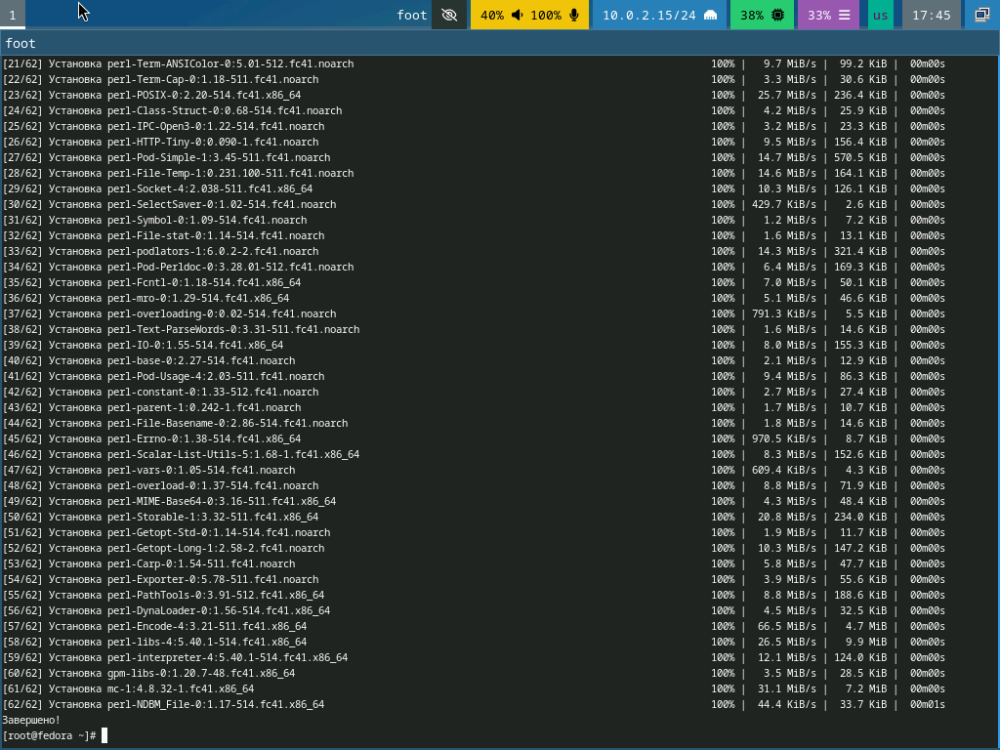 1 foot 40% 100% 10.0.2.15/24 38% 33% us 17:45
foot
[21/62] Установка perl-Term-ANSIColor-0:5.01-512.fc41.noarch 100% | 9.7 MiB/s | 99.2 KiB | 00m00s
[22/62] Установка perl-Term-Cap-0:1.18-511.fc41.noarch 100% | 3.3 MiB/s | 30.6 KiB | 00m00s
[23/62] Установка perl-POSIX-0:2.20-514.fc41.x86_64 100% | 25.7 MiB/s | 236.4 KiB | 00m00s
[24/62] Установка perl-Class-Struct-0:0.68-514.fc41.noarch 100% | 4.2 MiB/s | 25.9 KiB | 00m00s
[25/62] Установка perl-IPC-Open3-0:1.22-514.fc41.noarch 100% | 3.2 MiB/s | 23.3 KiB | 00m00s
[26/62] Установка perl-HTTP-Tiny-0:0.090-1.fc41.noarch 100% | 9.5 MiB/s | 156.4 KiB | 00m00s
[27/62] Установка perl-Pod-Simple-1:3.45-511.fc41.noarch 100% | 14.7 MiB/s | 570.5 KiB | 00m00s
[28/62] Установка perl-File-Temp-1:0.231.100-511.fc41.noarch 100% | 14.6 MiB/s | 164.1 KiB | 00m00s
[29/62] Установка perl-Socket-4:2.038-511.fc41.x86_64 100% | 10.3 MiB/s | 126.1 KiB | 00m00s
[30/62] Установка perl-SelectSaver-0:1.02-514.fc41.noarch 100% | 429.7 KiB/s | 2.6 KiB | 00m00s
[31/62] Установка perl-Symbol-0:1.09-514.fc41.noarch 100% | 1.2 MiB/s | 7.2 KiB | 00m00s
[32/62] Установка perl-File-stat-0:1.14-514.fc41.noarch 100% | 1.6 MiB/s | 13.1 KiB | 00m00s
[33/62] Установка perl-podlators-1:6.0.2-2.fc41.noarch 100% | 14.3 MiB/s | 321.4 KiB | 00m00s
[34/62] Установка perl-Pod-Perldoc-0:3.28.01-512.fc41.noarch 100% | 6.4 MiB/s | 169.3 KiB | 00m00s
[35/62] Установка perl-Fcntl-0:1.18-514.fc41.x86_64 100% | 7.0 MiB/s | 50.1 KiB | 00m00s
[36/62] Установка perl-mro-0:1.29-514.fc41.x86_64 100% | 5.1 MiB/s | 46.6 KiB | 00m00s
[37/62] Установка perl-overloading-0:0.02-514.fc41.noarch 100% | 791.3 KiB/s | 5.5 KiB | 00m00s
[38/62] Установка perl-Text-ParseWords-0:3.31-511.fc41.noarch 100% | 1.6 MiB/s | 14.6 KiB | 00m00s
[39/62] Установка perl-IO-0:1.55-514.fc41.x86_64 100% | 8.0 MiB/s | 155.3 KiB | 00m00s
[40/62] Установка perl-base-0:2.27-514.fc41.noarch 100% | 2.1 MiB/s | 12.9 KiB | 00m00s
[41/62] Установка perl-Pod-Usage-4:2.03-511.fc41.noarch 100% | 9.4 MiB/s | 86.3 KiB | 00m00s
[42/62] Установка perl-constant-0:1.33-512.fc41.noarch 100% | 2.7 MiB/s | 27.4 KiB | 00m00s
[43/62] Установка perl-parent-1:0.242-1.fc41.noarch 100% | 1.7 MiB/s | 10.7 KiB | 00m00s
[44/62] Установка perl-File-Basename-0:2.86-514.fc41.noarch 100% | 1.8 MiB/s | 14.6 KiB | 00m00s
[45/62] Установка perl-Errno-0:1.38-514.fc41.x86_64 100% | 970.5 KiB/s | 8.7 KiB | 00m00s
[46/62] Установка perl-Scalar-List-Utils-5:1.68-1.fc41.x86_64 100% | 8.3 MiB/s | 152.6 KiB | 00m00s
[47/62] Установка perl-vars-0:1.05-514.fc41.noarch 100% | 609.4 KiB/s | 4.3 KiB | 00m00s
[48/62] Установка perl-overload-0:1.37-514.fc41.noarch 100% | 8.8 MiB/s | 71.9 KiB | 00m00s
[49/62] Установка perl-MIME-Base64-0:3.16-511.fc41.x86_64 100% | 4.3 MiB/s | 48.4 KiB | 00m00s
[50/62] Установка perl-Storable-1:3.32-511.fc41.x86_64 100% | 20.8 MiB/s | 234.0 KiB | 00m00s
[51/62] Установка perl-Getopt-Std-0:1.14-514.fc41.noarch 100% | 1.9 MiB/s | 11.7 KiB | 00m00s
[52/62] Установка perl-Getopt-Long-1:2.58-2.fc41.noarch 100% | 10.3 MiB/s | 147.2 KiB | 00m00s
[53/62] Установка perl-Carp-0:1.54-511.fc41.noarch 100% | 5.8 MiB/s | 47.7 KiB | 00m00s
[54/62] Установка perl-Exporter-0:5.78-511.fc41.noarch 100% | 3.9 MiB/s | 55.6 KiB | 00m00s
[55/62] Установка perl-PathTools-0:3.91-512.fc41.x86_64 100% | 8.8 MiB/s | 188.6 KiB | 00m00s
[56/62] Установка perl-DynaLoader-0:1.56-514.fc41.x86_64 100% | 4.5 MiB/s | 32.5 KiB | 00m00s
[57/62] Установка perl-Encode-4:3.21-511.fc41.x86_64 100% | 66.5 MiB/s | 4.7 MiB | 00m00s
[58/62] Установка perl-libs-4:5.40.1-514.fc41.x86_64 100% | 26.5 MiB/s | 9.9 MiB | 00m00s
[59/62] Установка perl-interpreter-4:5.40.1-514.fc41.x86_64 100% | 12.1 MiB/s | 124.0 KiB | 00m00s
[60/62] Установка gpm-libs-0:1.20.7-48.fc41.x86_64 100% | 3.5 MiB/s | 28.5 KiB | 00m00s
[61/62] Установка mc-1:4.8.32-1.fc41.x86_64 100% | 31.1 MiB/s | 7.2 MiB | 00m00s
[62/62] Установка perl-NDBM_File-0:1.17-514.fc41.x86_64 100% | 44.4 KiB/s | 33.7 KiB | 00m01s
Завершено!
[root@fedora ~]#